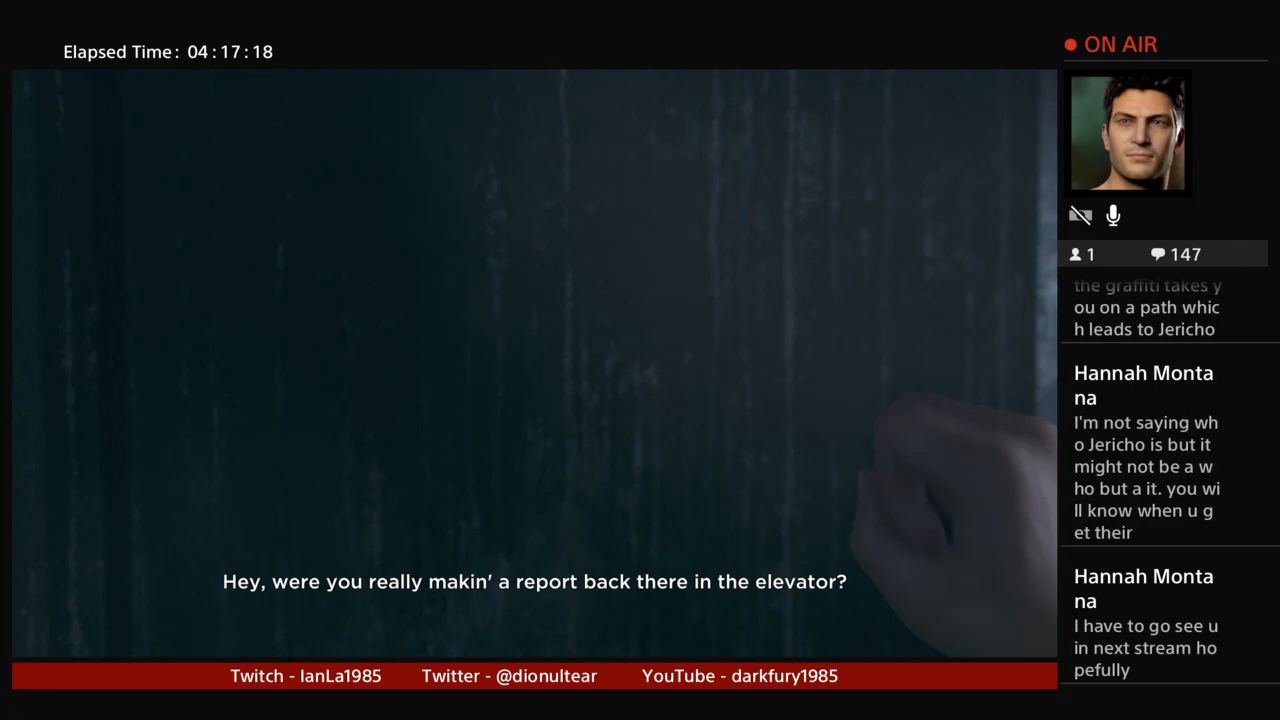 Elapsed Time: 04:17:18
ON AIR
1
147
the graffiti takes y
ou on a path whic
h leads to Jericho
Hannah Monta
na
I'm not saying wh
o Jericho is but it
might not be a w
ho but a it. you wi
ll know when u g
et their
Hannah Monta
na
I have to go see u
in next stream ho
pefully
Hey, were you really makin' a report back there in the elevator?
Twitch - IanLa1985
Twitter - @dionultear
YouTube - darkfury1985